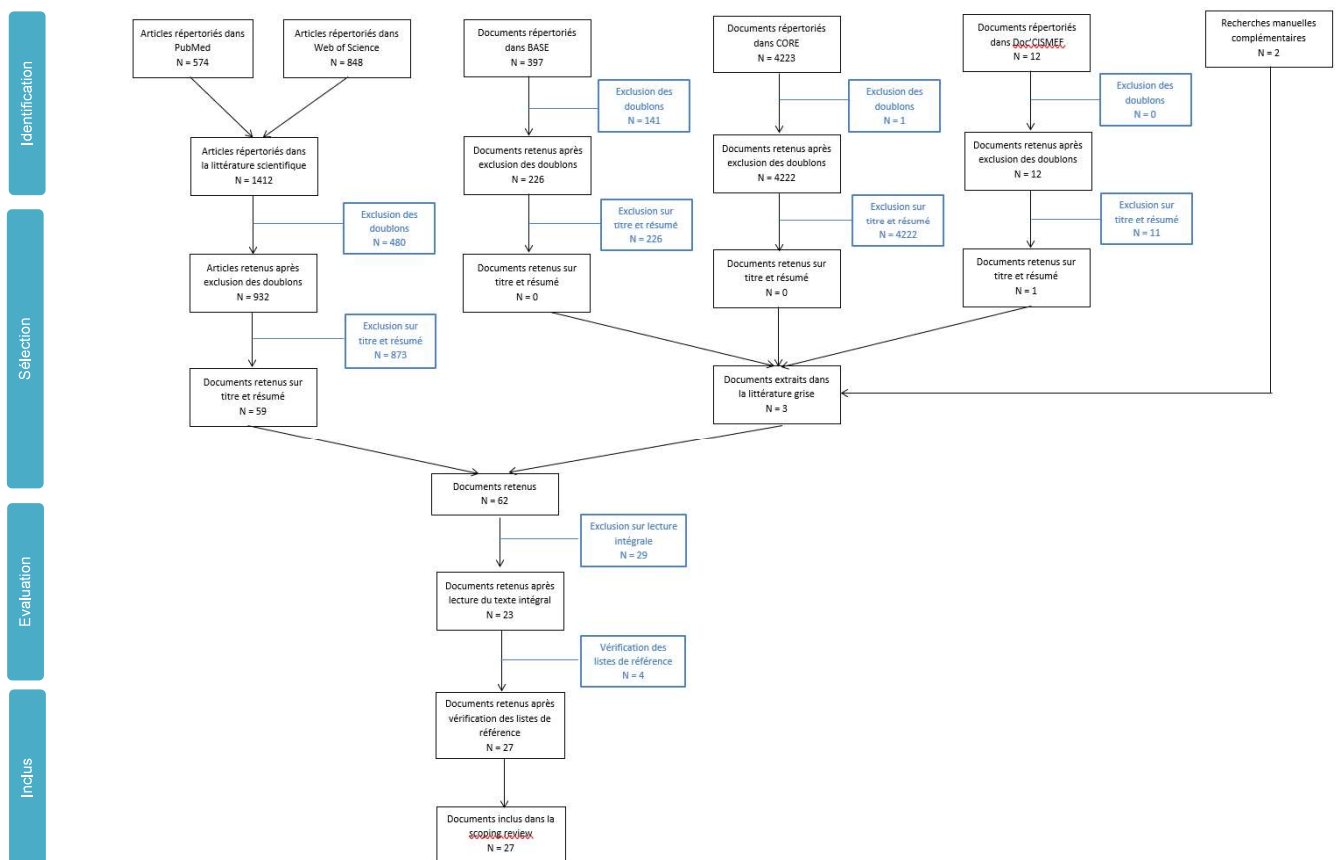 Identification
Articles répertoriés dans
PubMed
N = 574
Articles répertoriés dans
Web of Science
N = 848
Documents répertoriés
dans BASE
N = 397
Documents répertoriés
dans CORE
N = 4223
Documents répertoriés
dans Doc'CISMEF
N = 12
Recherches manuelles
complémentaires
N = 2
Exclusion des
doublons
N = 141
Exclusion des
doublons
N = 1
Exclusion des
doublons
N = 0
Articles répertoriés dans
la littérature scientifique
N = 1412
Documents retenus après
exclusion des doublons
N = 226
Documents retenus après
exclusion des doublons
N = 4222
Documents retenus après
exclusion des doublons
N = 12
Sélection
Exclusion des
doublons
N = 480
Exclusion sur
titre et résumé
N = 226
Exclusion sur
titre et résumé
N = 4222
Exclusion sur
titre et résumé
N = 11
Articles retenus après
exclusion des doublons
N = 932
Documents retenus sur
titre et résumé
N = 0
Documents retenus sur
titre et résumé
N = 0
Documents retenus sur
titre et résumé
N = 1
Exclusion sur
titre et résumé
N = 873
Documents retenus sur
titre et résumé
N = 59
Documents extraits dans
la littérature grise
N = 3
Documents retenus
N = 62
Evaluation
Exclusion sur lecture
intégrale
N = 29
Documents retenus après
lecture du texte intégral
N = 23
Vérification des
listes de référence
N = 4
Inclus
Documents retenus après
vérification des listes de
référence
N = 27
Documents inclus dans la
scoping review
N = 27